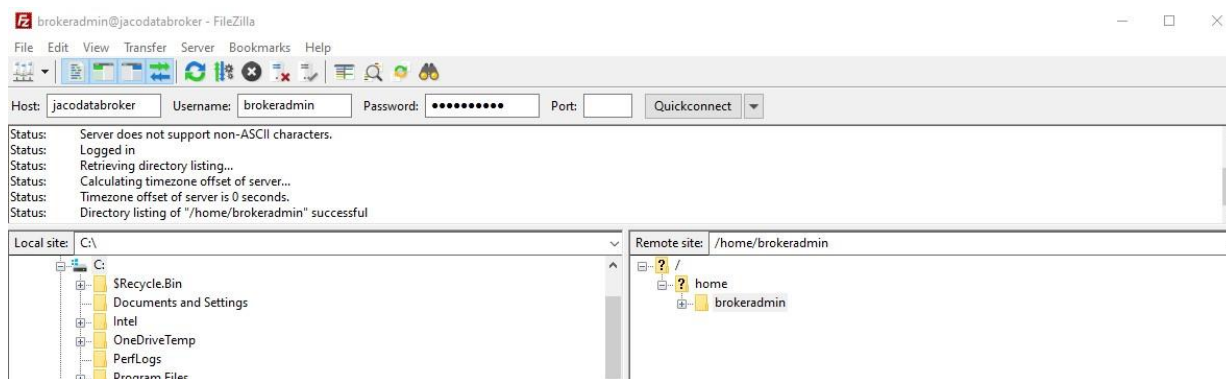 brokeradmin@jacodatabroker - FileZilla
File Edit View Transfer Server Bookmarks Help
Host: jacodatabroker Username: brokeradmin Password: ●●●●●●●●●● Port: Quickconnect
Status: Server does not support non-ASCII characters.
Status: Logged in
Status: Retrieving directory listing...
Status: Calculating timezone offset of server...
Status: Timezone offset of server is 0 seconds.
Status: Directory listing of "/home/brokeradmin" successful
Local site: C:\
Remote site: /home/brokeradmin
C:
$Recycle.Bin
Documents and Settings
Intel
OneDriveTemp
PerfLogs
Program Files
? /
? home
brokeradmin